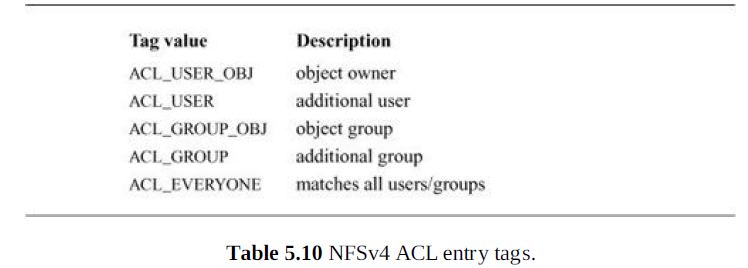 Tag value Description
ACL_USER_OBJ object owner
ACL_USER additional user
ACL_GROUP_OBJ object group
ACL_GROUP additional group
ACL_EVERYONE matches all users/groups
Table 5.10 NFSv4 ACL entry tags.